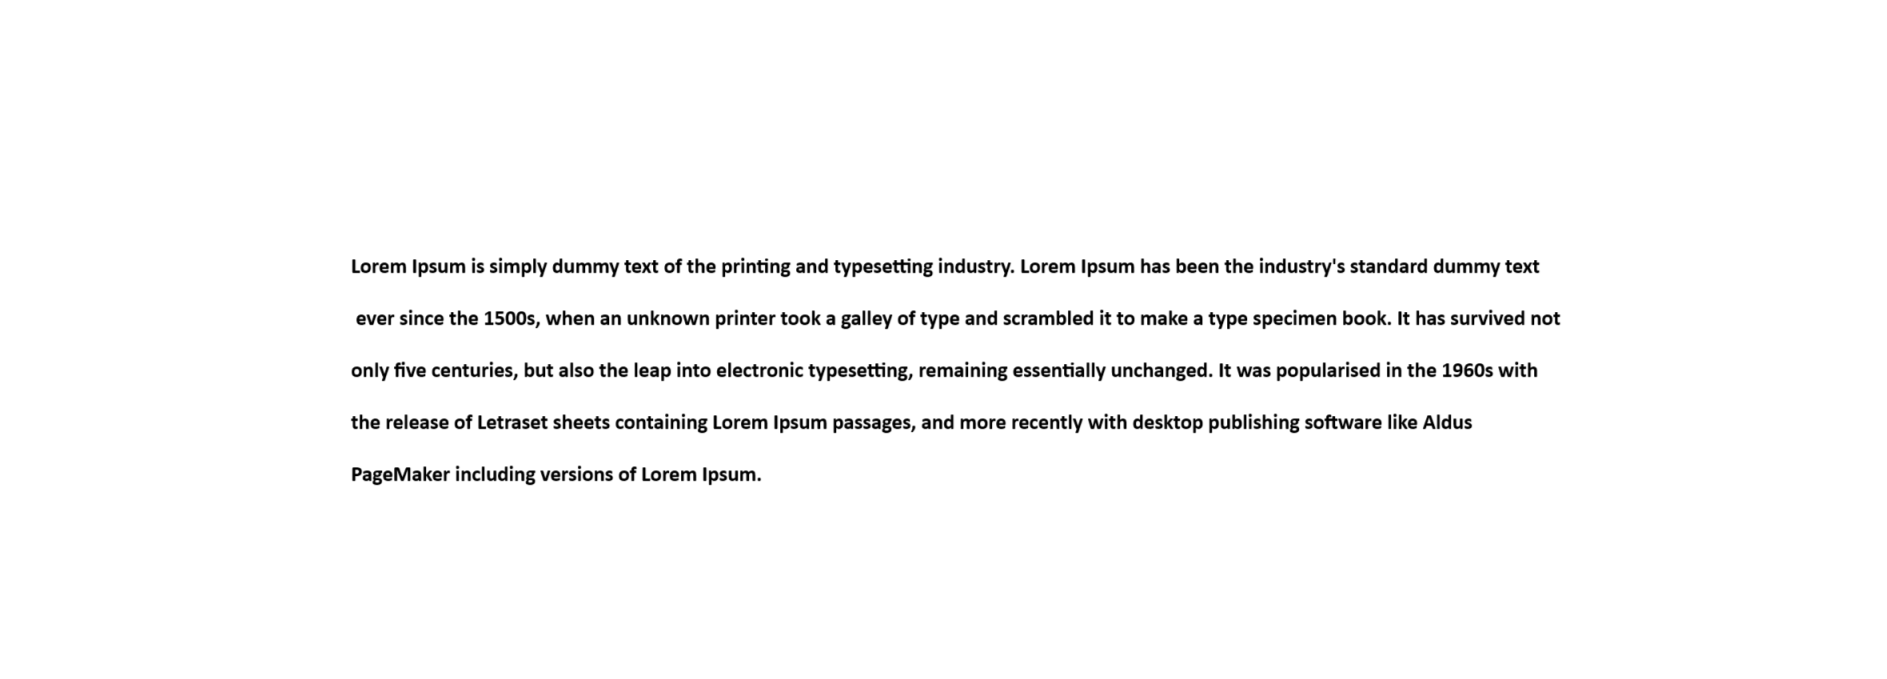 Lorem Ipsum is simply dummy text of the printing and typesetting industry. Lorem Ipsum has been the industry's standard dummy text
ever since the 1500s, when an unknown printer took a galley of type and scrambled it to make a type specimen book. It has survived not
only five centuries, but also the leap into electronic typesetting, remaining essentially unchanged. It was popularised in the 1960s with
the release of Letraset sheets containing Lorem Ipsum passages, and more recently with desktop publishing software like Aldus
PageMaker including versions of Lorem Ipsum.